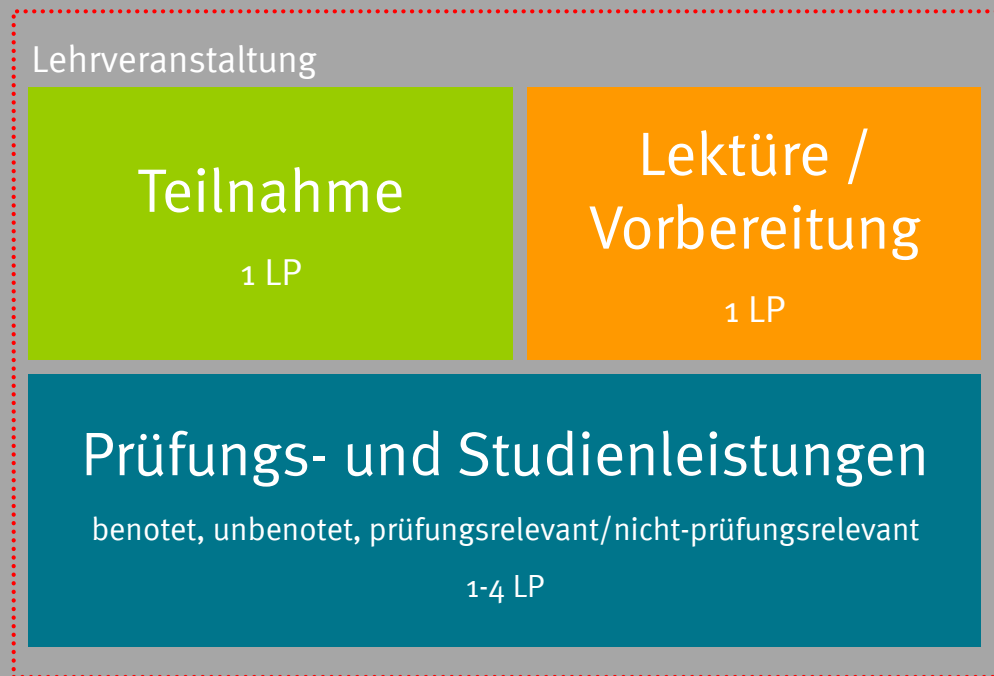 Lehrveranstaltung
Teilnahme
1 LP
Lektüre /
Vorbereitung
1 LP
Prüfungs- und Studienleistungen
benotet, unbenotet, prüfungsrelevant/nicht-prüfungsrelevant
1-4 LP